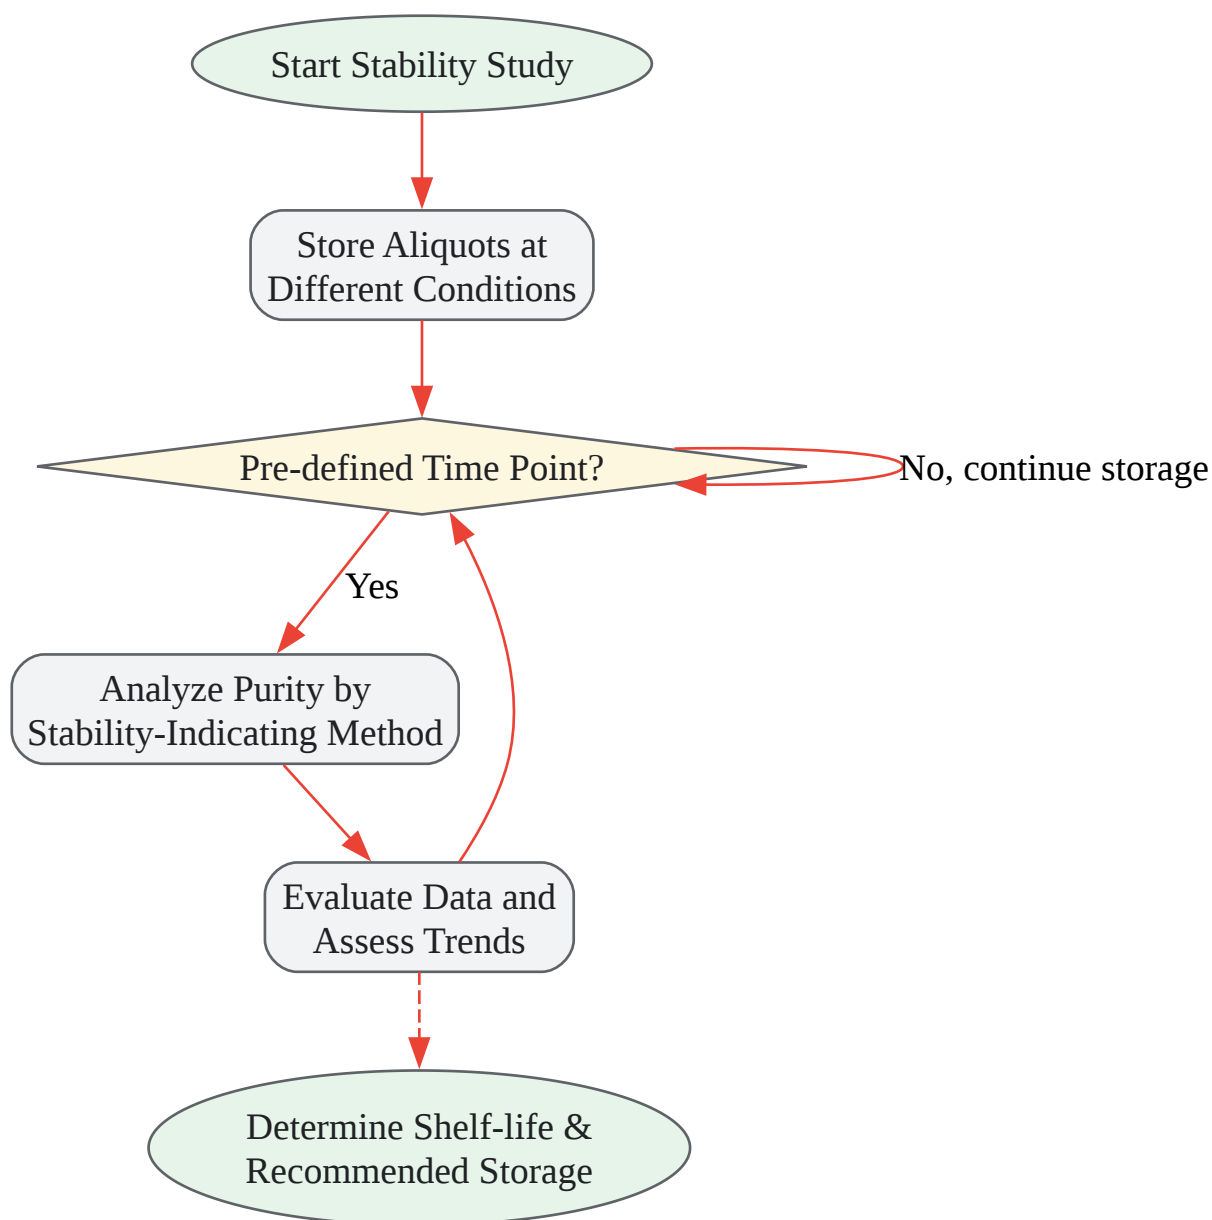 Start Stability Study
Store Aliquots at
Different Conditions
Pre-defined Time Point?
No, continue storage
Yes
Analyze Purity by
Stability-Indicating Method
Evaluate Data and
Assess Trends
Determine Shelf-life &
Recommended Storage